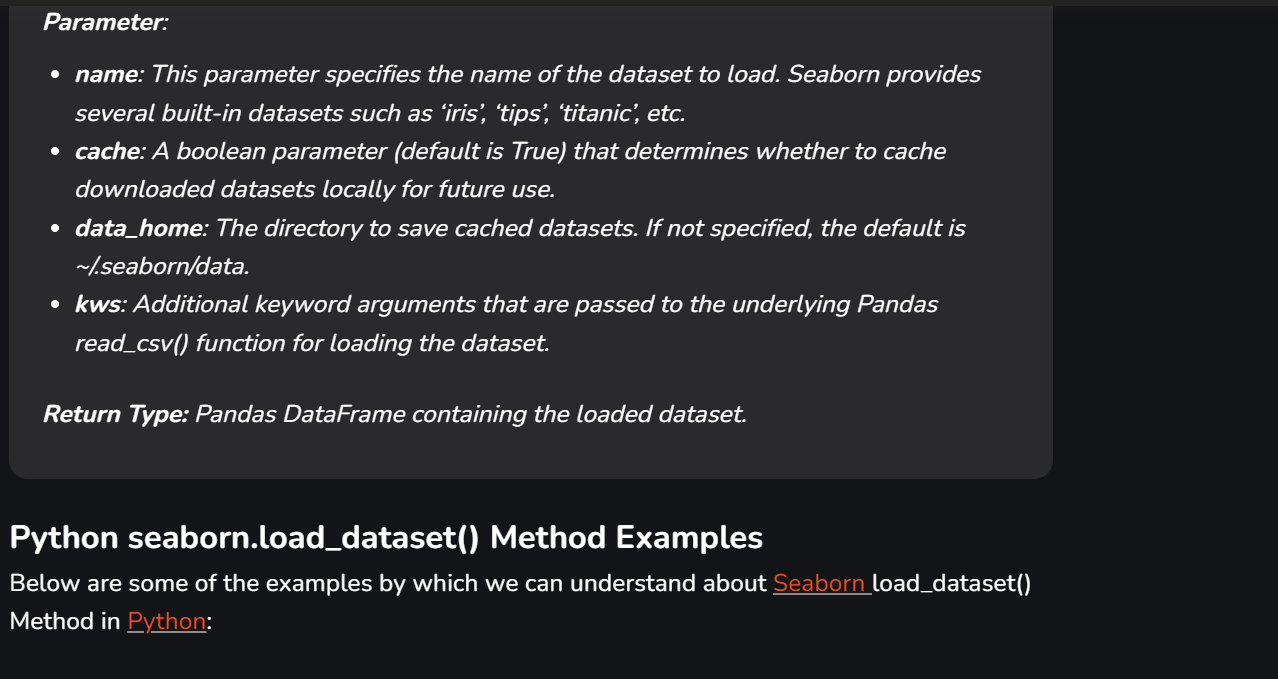 Parameter:
• name: This parameter specifies the name of the dataset to load. Seaborn provides
several built-in datasets such as ‘iris’, ‘tips’, ‘titanic’, etc.
• cache: A boolean parameter (default is True) that determines whether to cache
downloaded datasets locally for future use.
• data_home: The directory to save cached datasets. If not specified, the default is
~/.seaborn/data.
• kws: Additional keyword arguments that are passed to the underlying Pandas
read_csv() function for loading the dataset.
Return Type: Pandas DataFrame containing the loaded dataset.
Python seaborn.load_dataset() Method Examples
Below are some of the examples by which we can understand about Seaborn load_dataset()
Method in Python: